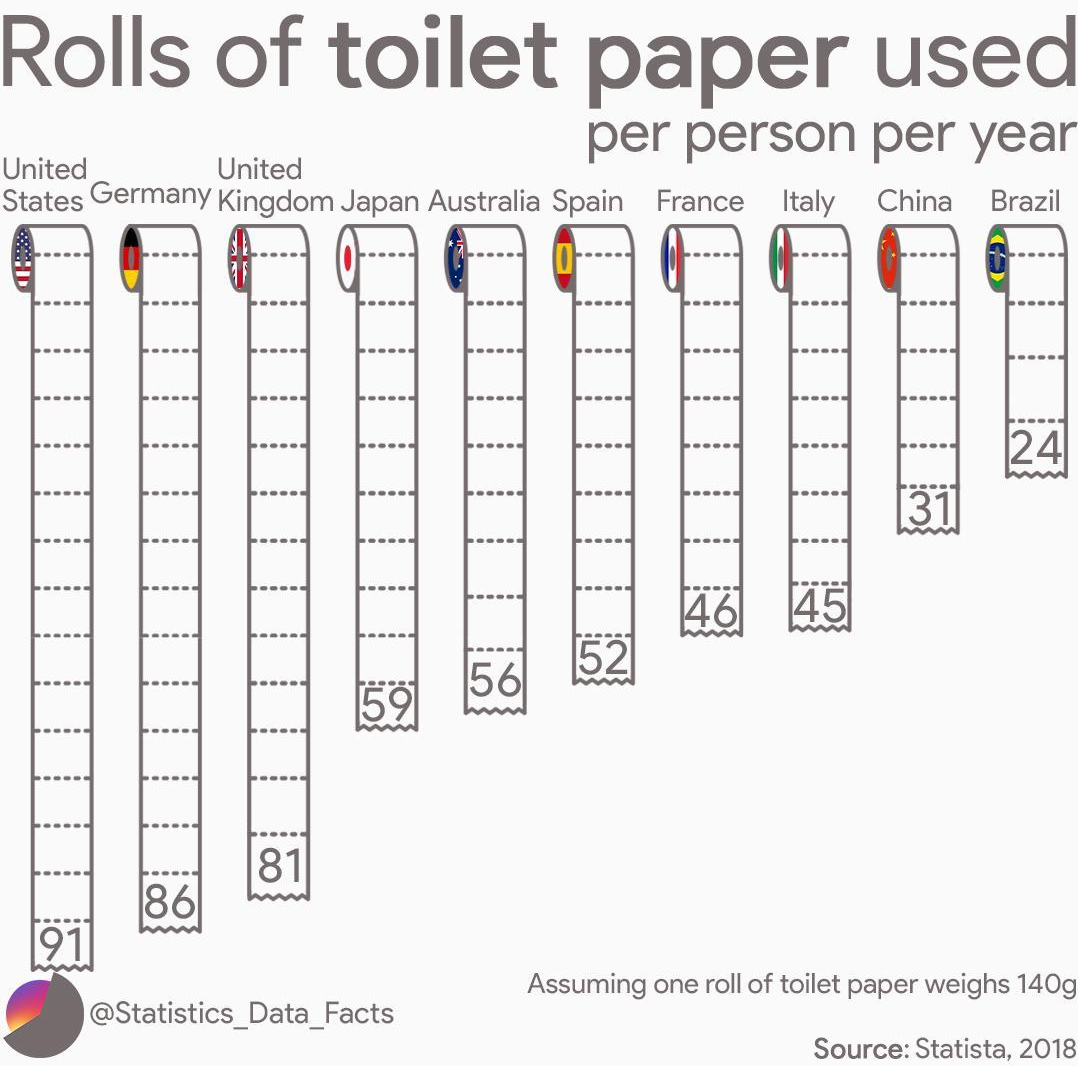 Rolls of toilet paper used
per person per year
United
States
Germany
United
Kingdom
Japan
Australia
Spain
France
Italy
China
Brazil
91
86
81
59
56
52
46
45
31
24
@Statistics_Data_Facts
Assuming one roll of toilet paper weighs 140g
Source: Statista, 2018